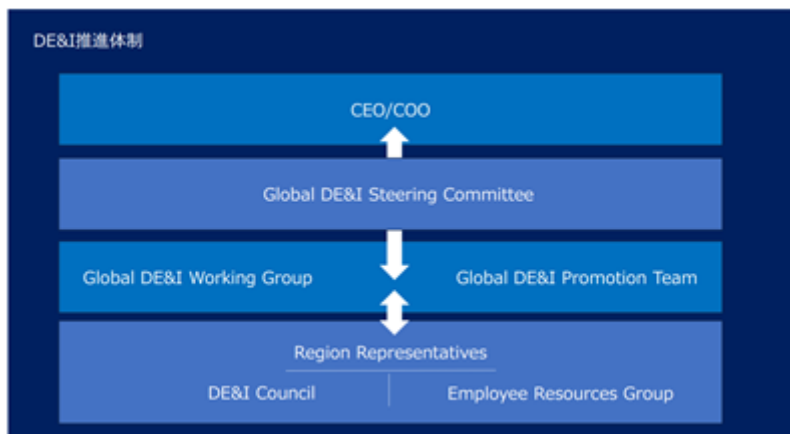 DE&I推進体制
CEO/COO
Global DE&I Steering Committee
Global DE&I Working Group
Global DE&I Promotion Team
Region Representatives
DE&I Council
Employee Resources Group